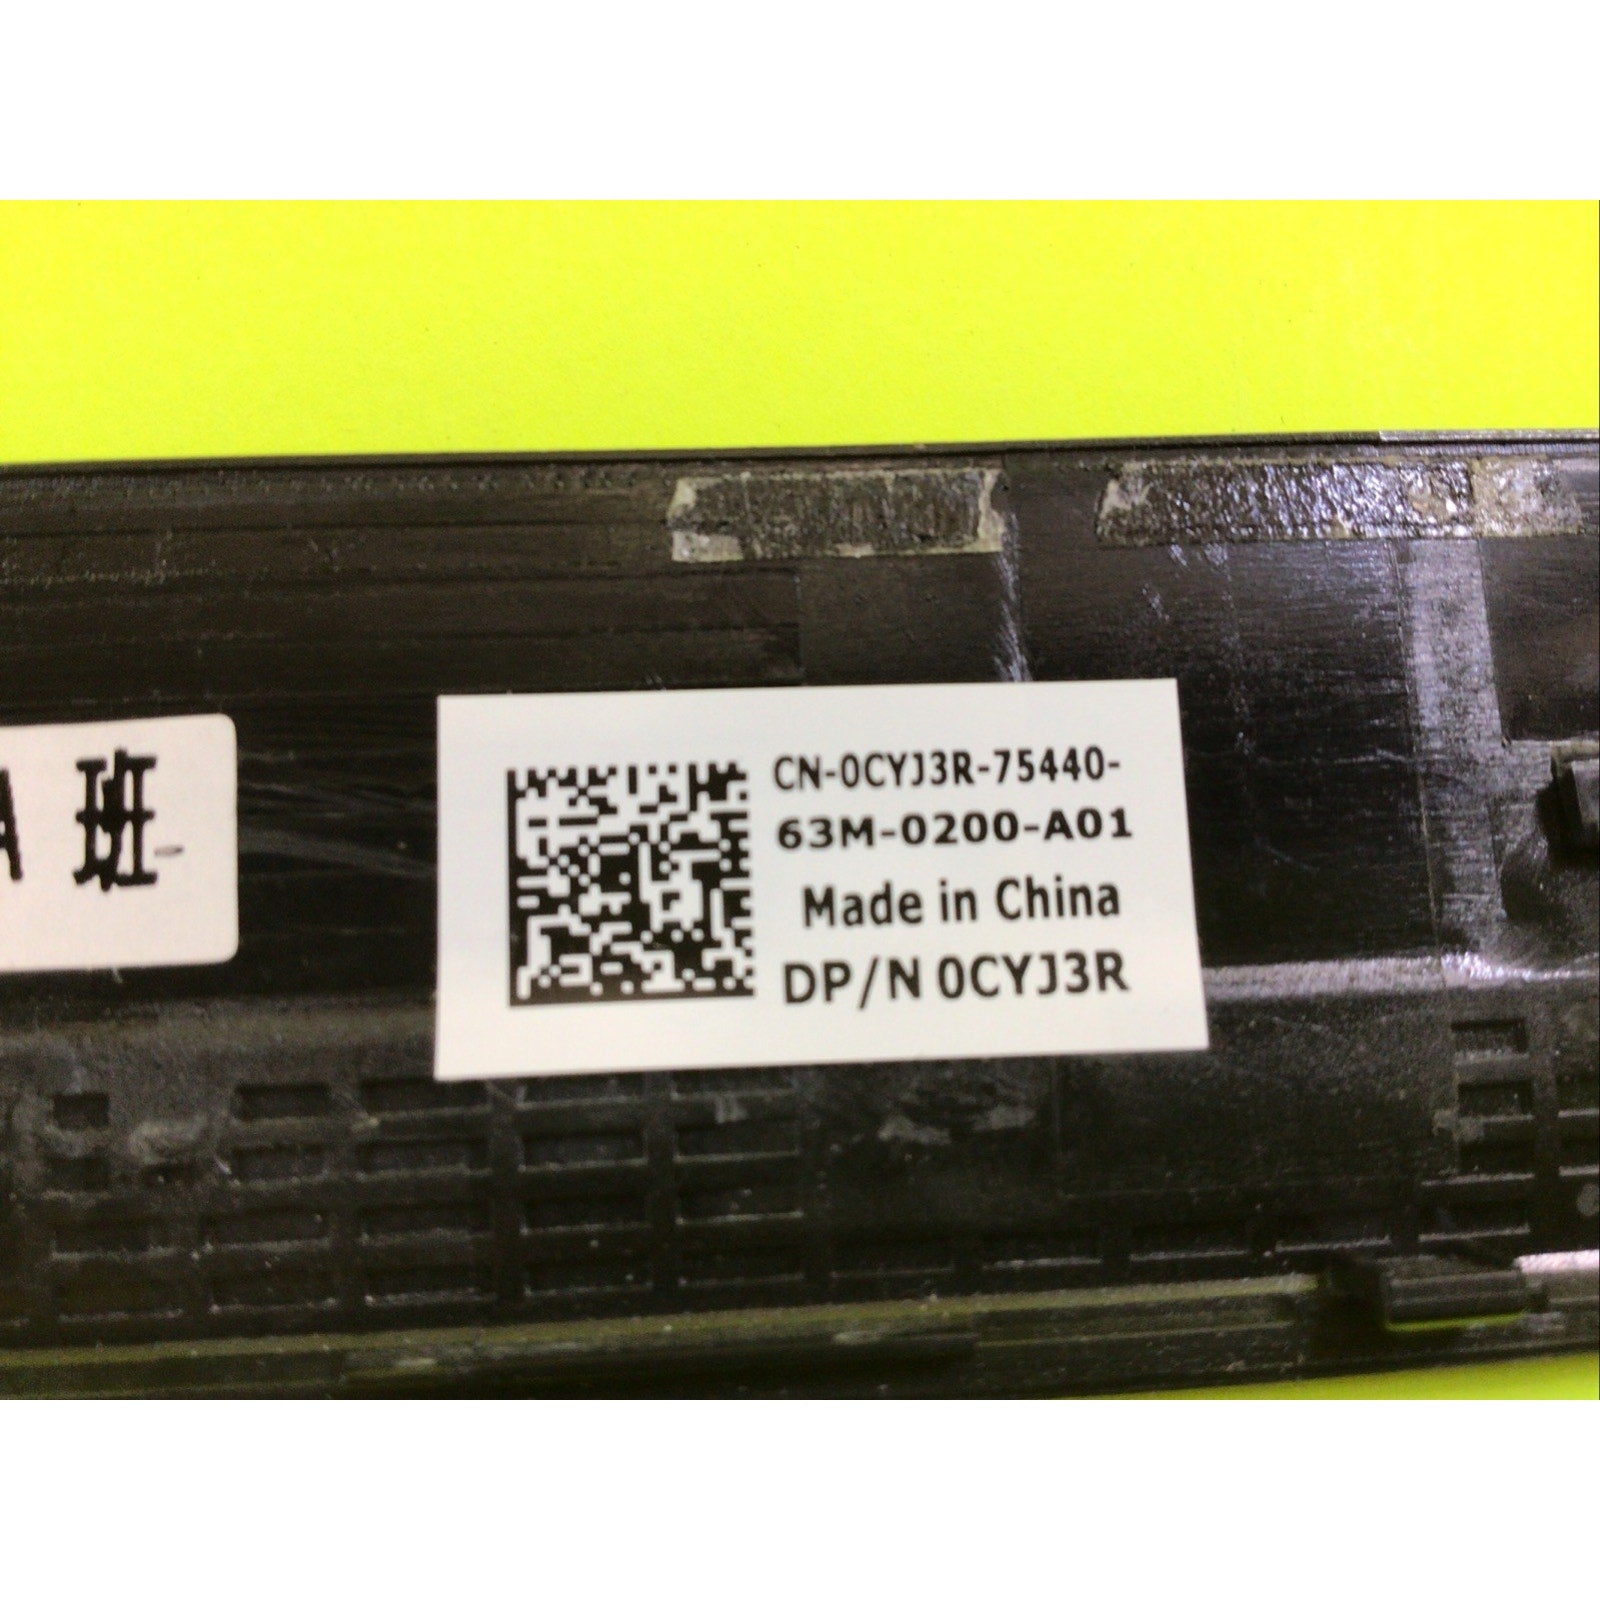 A 班
CN-0CYJ3R-75440-
63M-0200-A01
Made in China
DP/N 0CYJ3R